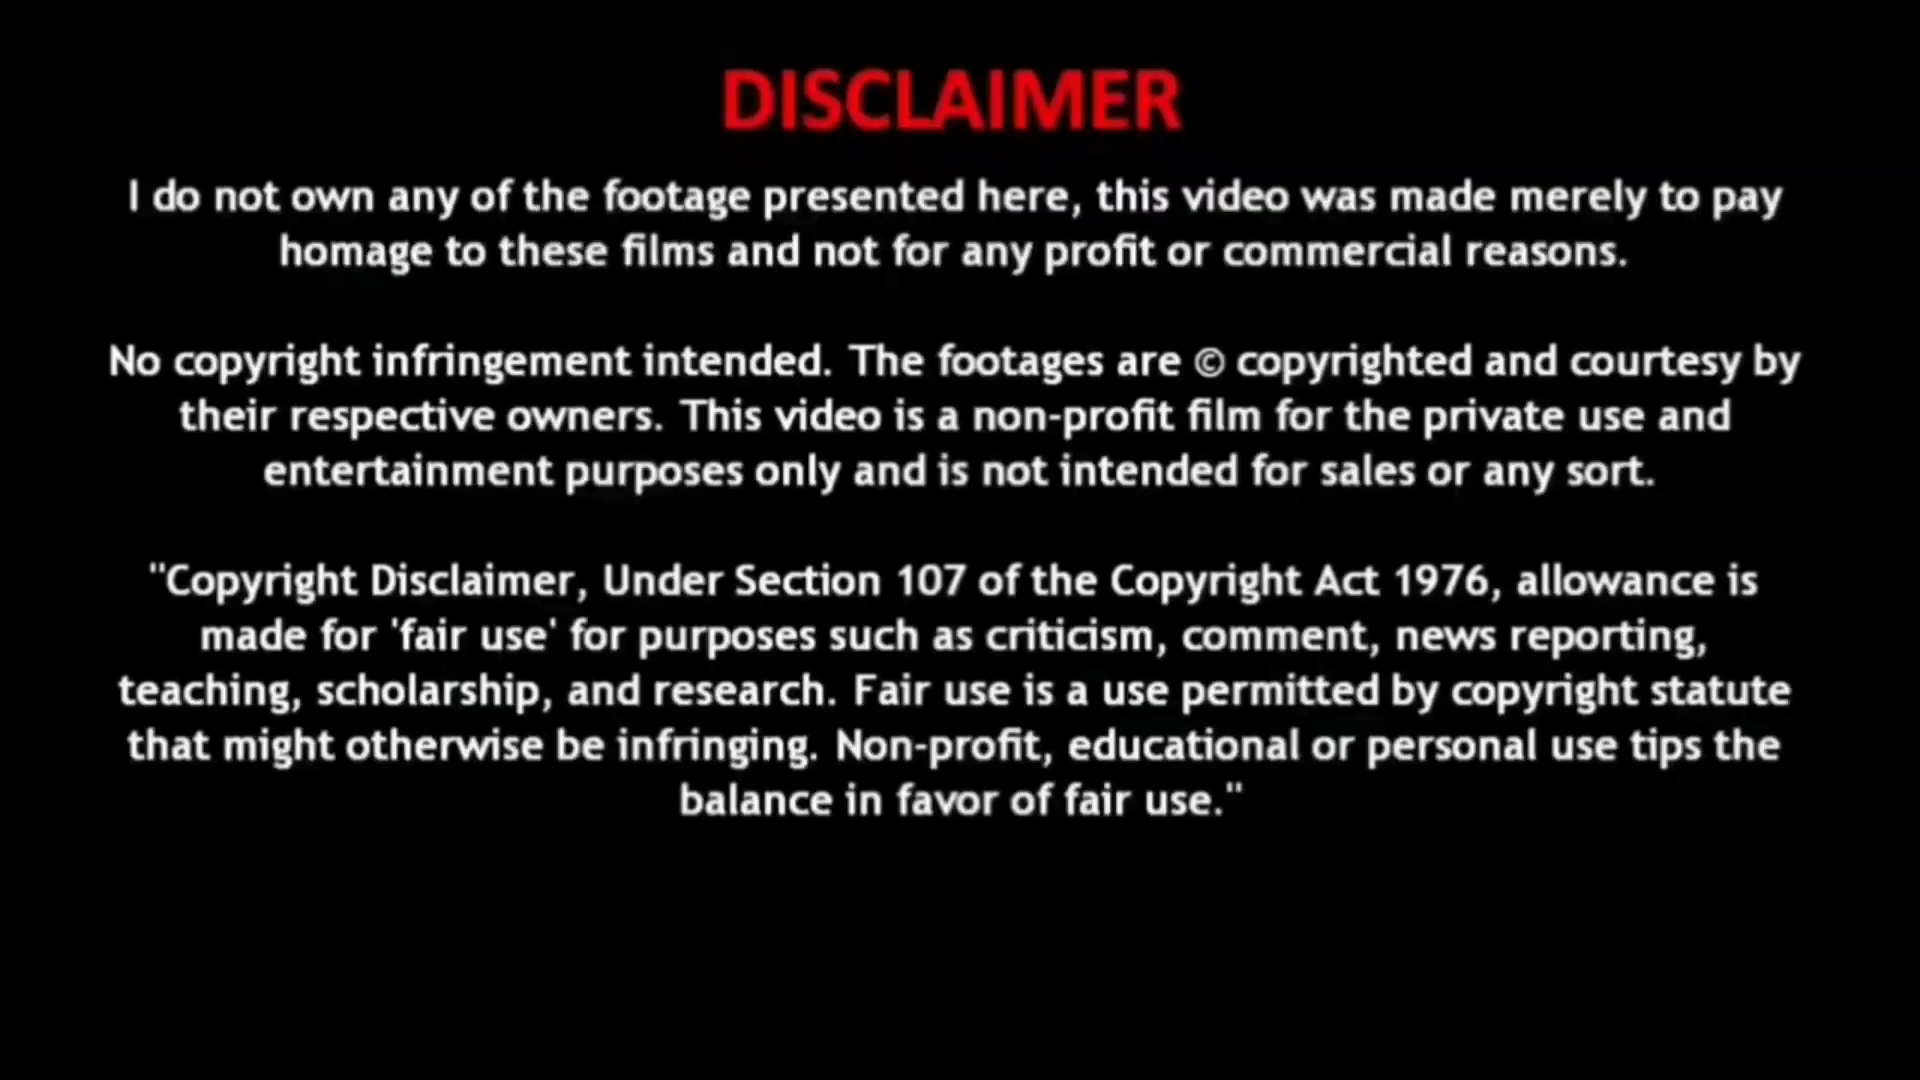 DISCLAIMER
I do not own any of the footage presented here, this video was made merely to pay
homage to these films and not for any profit or commercial reasons.
No copyright infringement intended. The footages are © copyrighted and courtesy by
their respective owners. This video is a non-profit film for the private use and
entertainment purposes only and is not intended for sales or any sort.
"Copyright Disclaimer, Under Section 107 of the Copyright Act 1976, allowance is
made for 'fair use' for purposes such as criticism, comment, news reporting,
teaching, scholarship, and research. Fair use is a use permitted by copyright statute
that might otherwise be infringing. Non-profit, educational or personal use tips the
balance in favor of fair use."